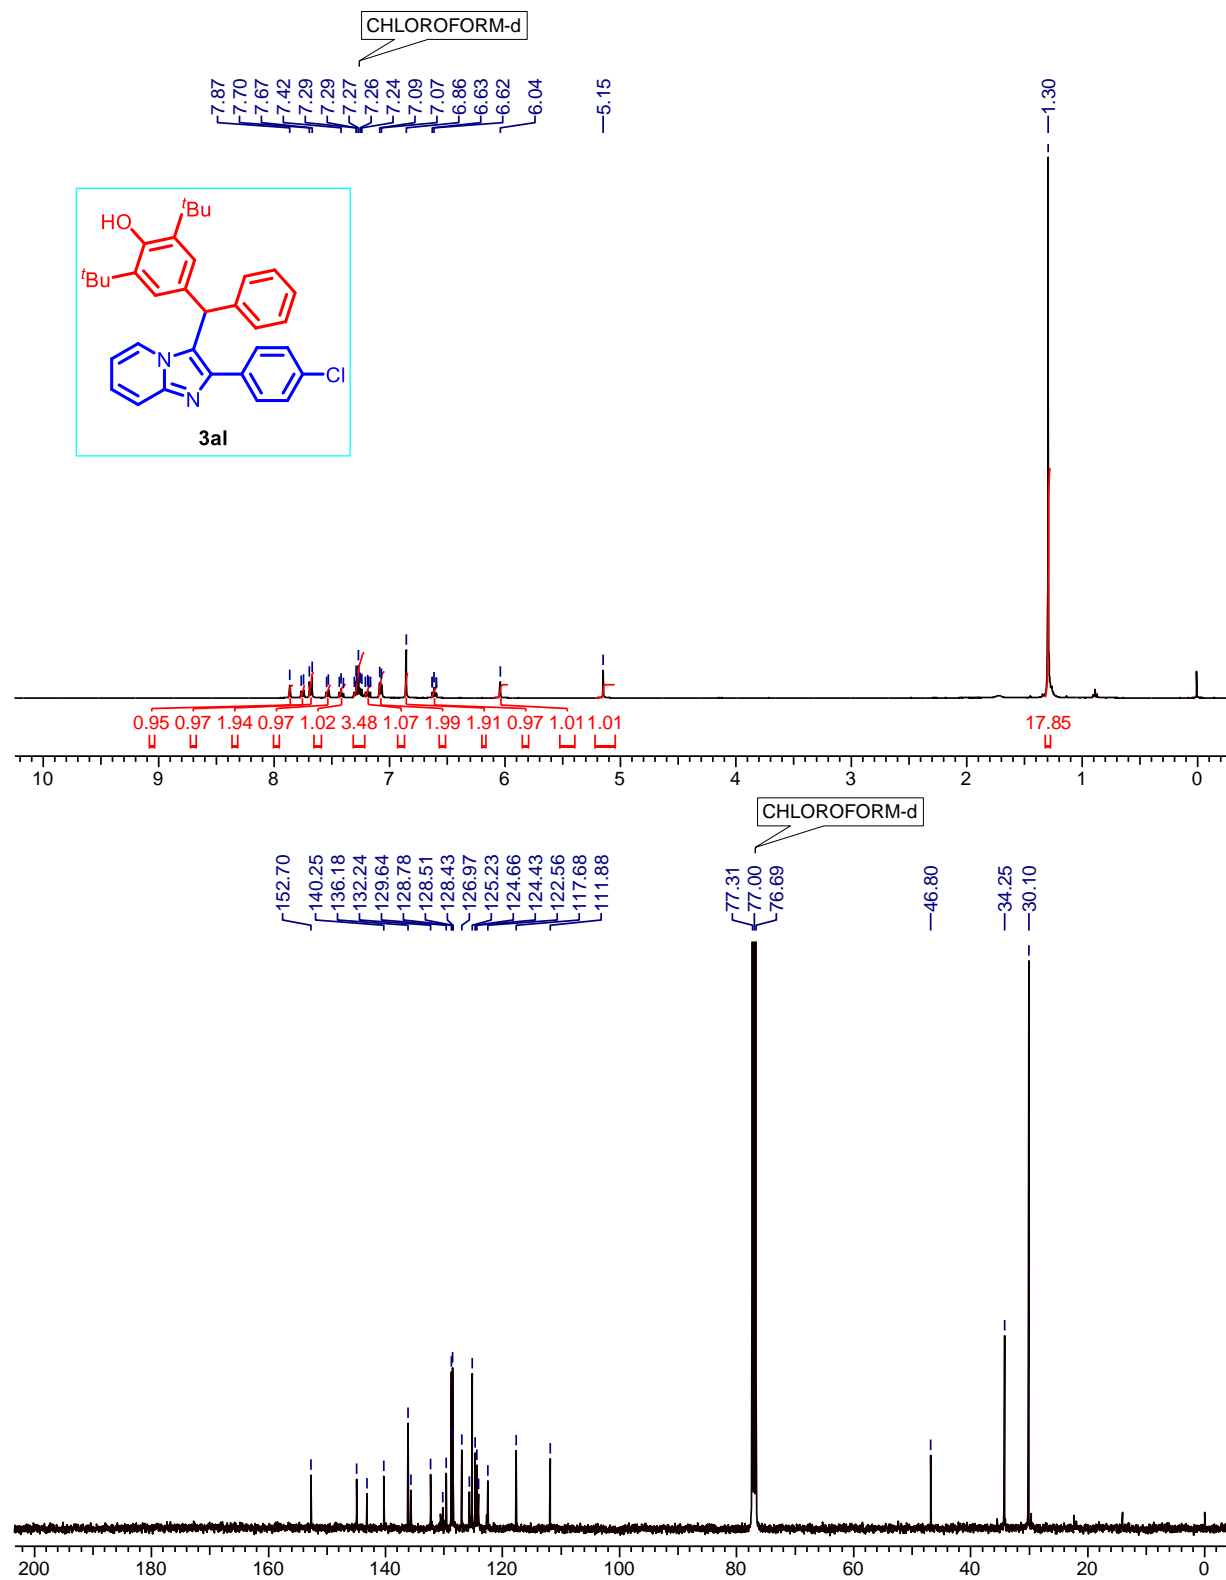 CHLOROFORM-d
7.87 7.70 7.67 7.42 7.29 7.29 7.27 7.26 7.24 7.09 7.07 6.86 6.63 6.62 6.04 5.15 1.30
tBu
HO
tBu
N
Cl
N
3al
0.95 0.97 1.94 0.97 1.02 3.48 1.07 1.99 1.91 0.97 1.01 1.01 17.85
10 9 8 7 6 5 4 3 2 1 0
CHLOROFORM-d
152.70 140.25 136.18 132.24 129.64 128.78 128.51 128.43 126.97 125.23 124.66 124.43 122.56 117.68 111.88 77.31 77.00 76.69 46.80 34.25 30.10
200 180 160 140 120 100 80 60 40 20 0